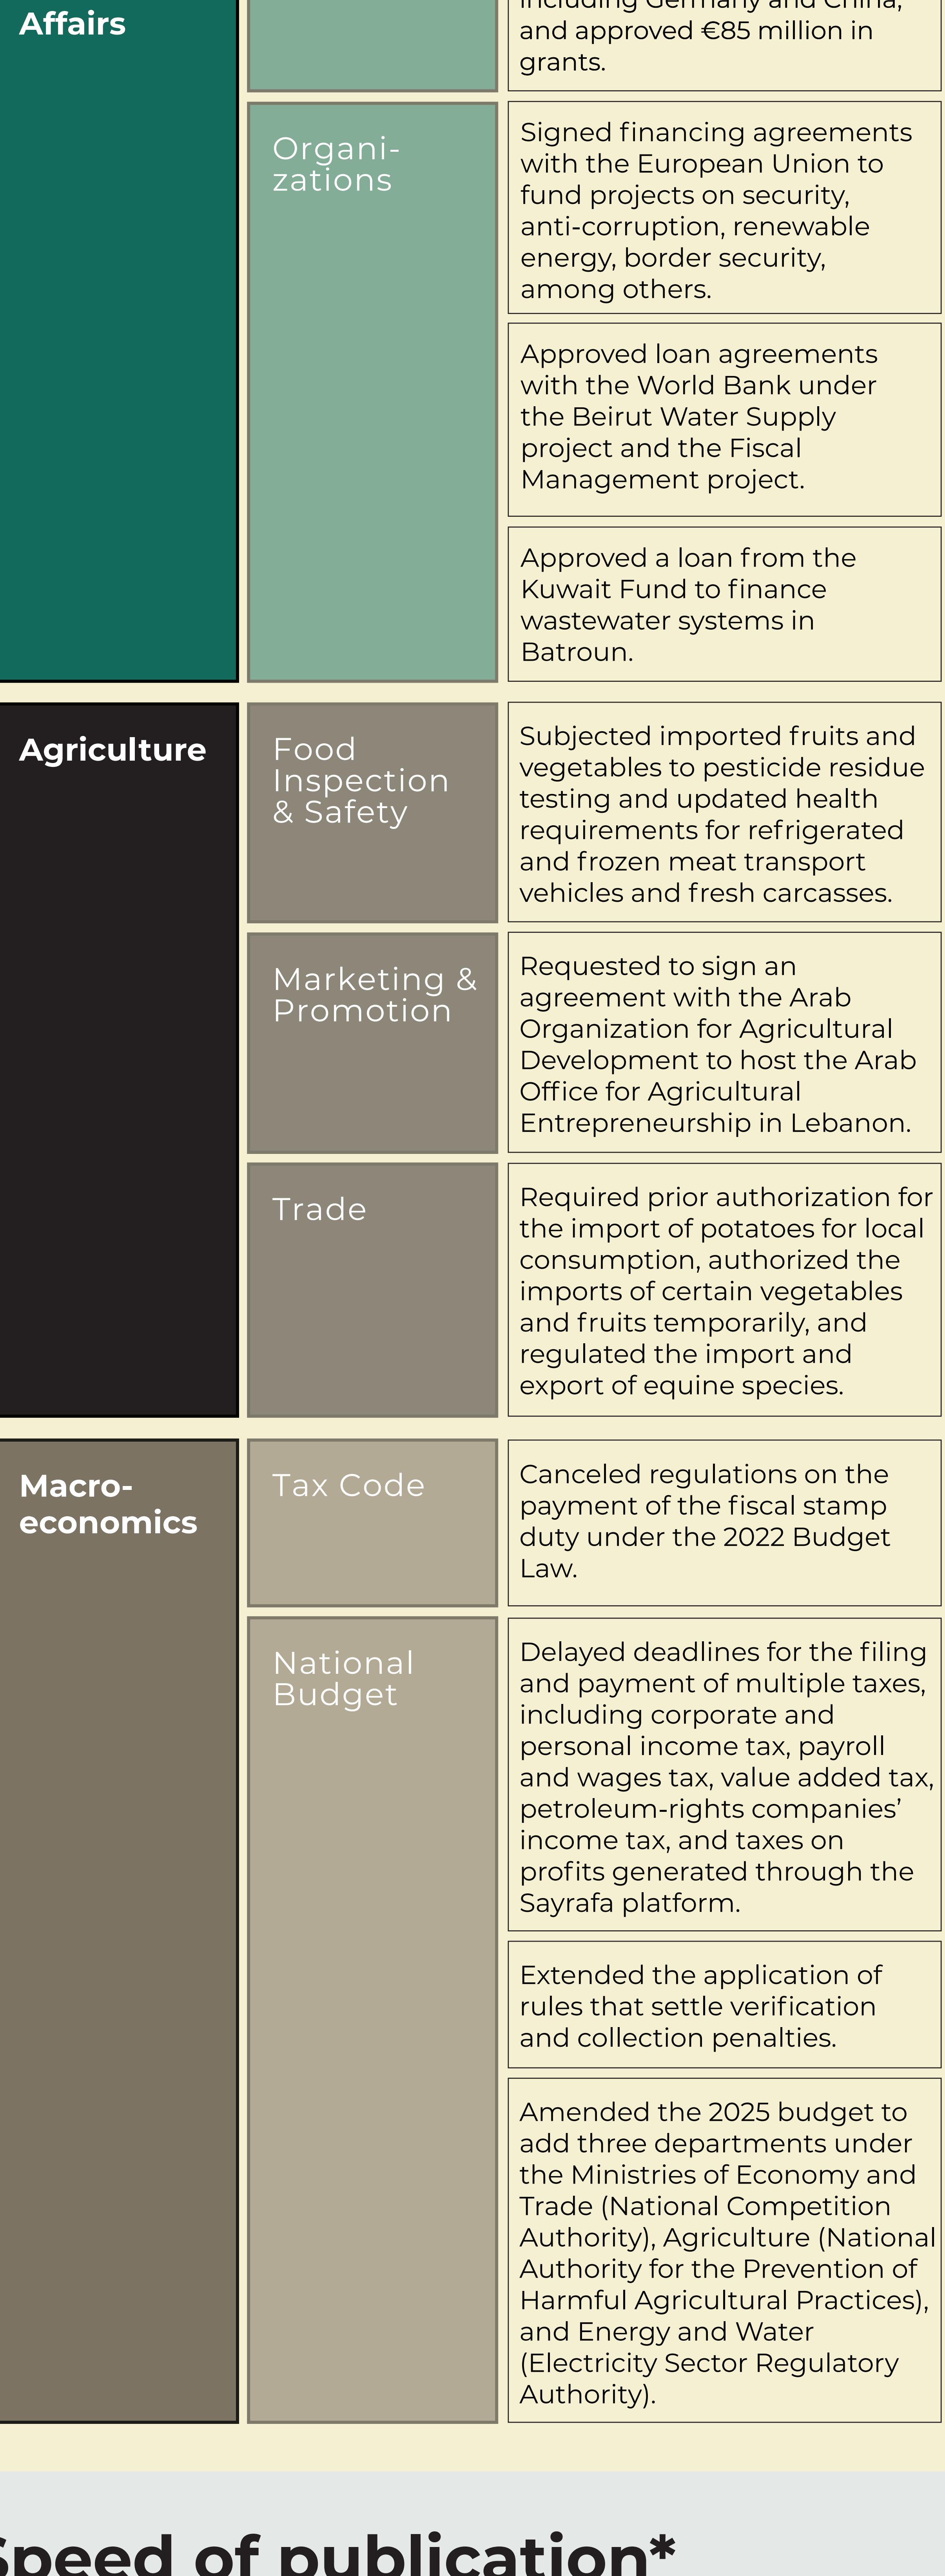 Affairs
including Germany and China,
and approved €85 million in
grants.
Organi-
zations
Signed financing agreements
with the European Union to
fund projects on security,
anti-corruption, renewable
energy, border security,
among others.
Approved loan agreements
with the World Bank under
the Beirut Water Supply
project and the Fiscal
Management project.
Approved a loan from the
Kuwait Fund to finance
wastewater systems in
Batroun.
Agriculture
Food
Inspection
& Safety
Subjected imported fruits and
vegetables to pesticide residue
testing and updated health
requirements for refrigerated
and frozen meat transport
vehicles and fresh carcasses.
Marketing &
Promotion
Requested to sign an
agreement with the Arab
Organization for Agricultural
Development to host the Arab
Office for Agricultural
Entrepreneurship in Lebanon.
Trade
Required prior authorization for
the import of potatoes for local
consumption, authorized the
imports of certain vegetables
and fruits temporarily, and
regulated the import and
export of equine species.
Macro-
economics
Tax Code
Canceled regulations on the
payment of the fiscal stamp
duty under the 2022 Budget
Law.
National
Budget
Delayed deadlines for the filing
and payment of multiple taxes,
including corporate and
personal income tax, payroll
and wages tax, value added tax,
petroleum-rights companies’
income tax, and taxes on
profits generated through the
Sayrafa platform.
Extended the application of
rules that settle verification
and collection penalties.
Amended the 2025 budget to
add three departments under
the Ministries of Economy and
Trade (National Competition
Authority), Agriculture (National
Authority for the Prevention of
Harmful Agricultural Practices),
and Energy and Water
(Electricity Sector Regulatory
Authority).
Speed of publication*